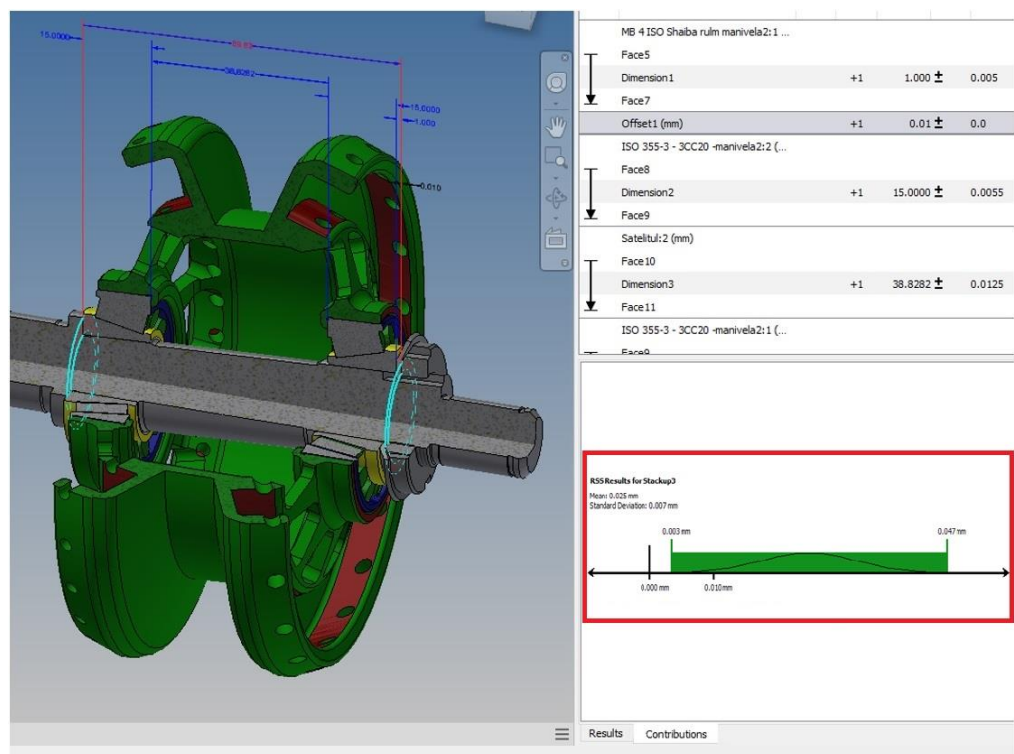 15.0000
38.8282
15.0000
1.000
0.010
MB 4 ISO Shaiba rulm manivela2:1 ...
Face5
Dimension1 +1 1.000 ± 0.005
Face7
Offset1 (mm) +1 0.01 ± 0.0
ISO 355-3 - 3CC20 -manivela2:2 (...
Face8
Dimension2 +1 15.0000 ± 0.0055
Face9
Satelitul:2 (mm)
Face10
Dimension3 +1 38.8282 ± 0.0125
Face11
ISO 355-3 - 3CC20 -manivela2:1 (...
Face9
RSS Results for Stackup3
Mean: 0.025 mm
Standard Deviation: 0.007 mm
0.003 mm 0.047 mm
0.000 mm 0.010 mm
Results Contributions